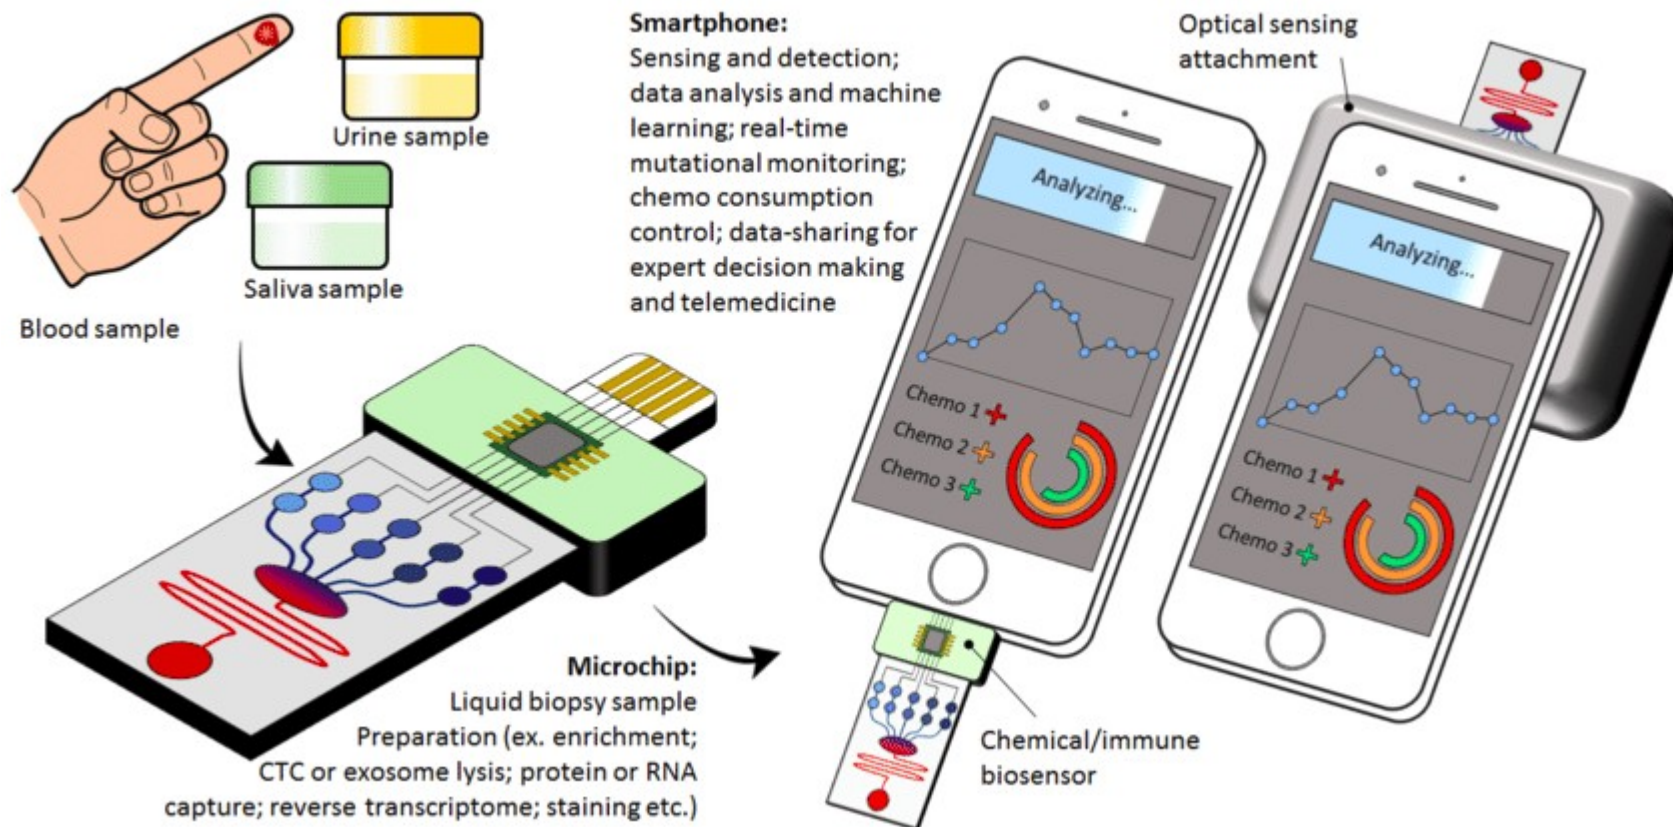 Urine sample
Saliva sample
Blood sample
Smartphone:
Sensing and detection;
data analysis and machine
learning; real-time
mutational monitoring;
chemo consumption
control; data-sharing for
expert decision making
and telemedicine
Optical sensing
attachment
Analyzing...
Chemo 1
Chemo 2
Chemo 3
Analyzing...
Chemo 1
Chemo 2
Chemo 3
Microchip:
Liquid biopsy sample
Preparation (ex. enrichment;
CTC or exosome lysis; protein or RNA
capture; reverse transcriptome; staining etc.)
Chemical/immune
biosensor